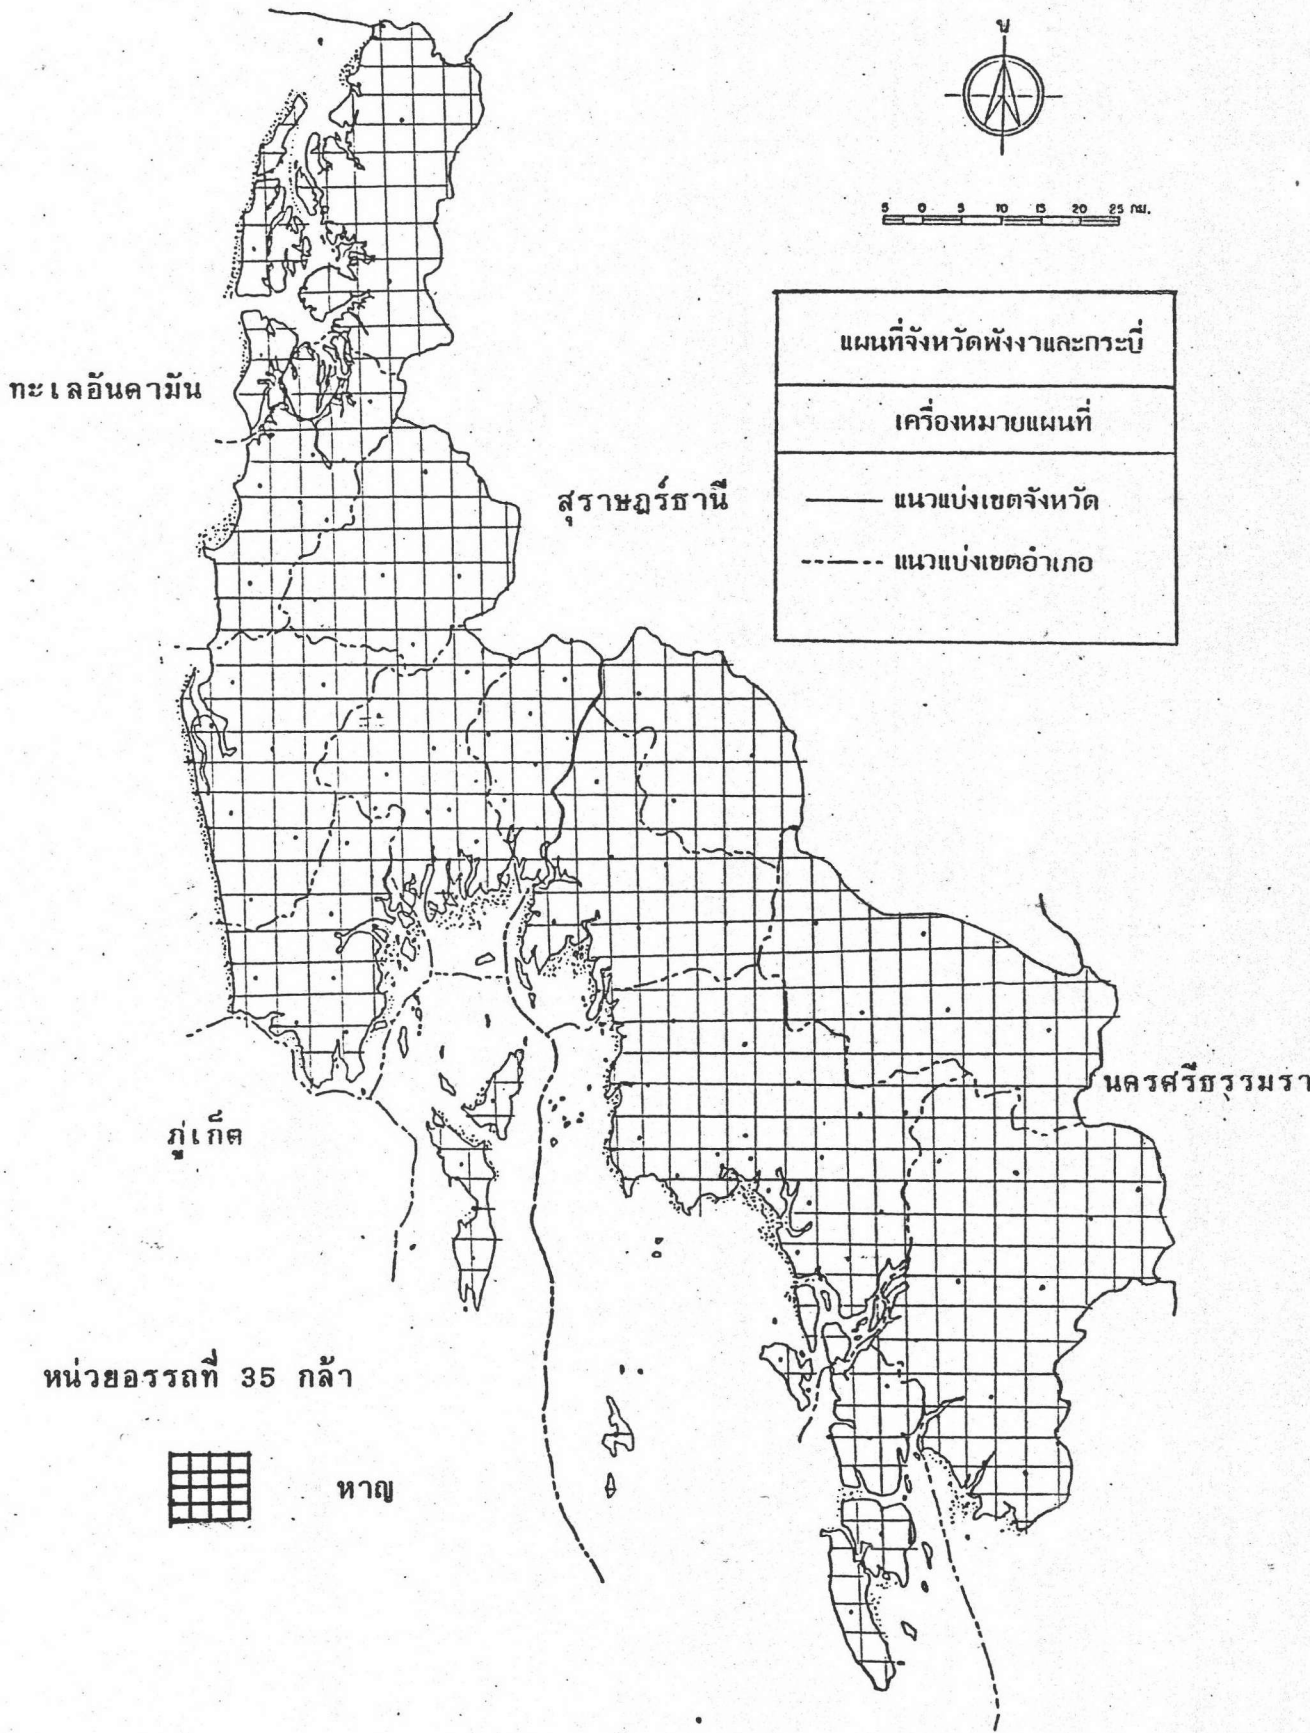 น
5 0 5 10 15 20 25 กม.
แผนที่จังหวัดพังงาและกระบี่
เครื่องหมายแผนที่
ทะเลอันดามัน
สุราษฎร์ธานี
แนวแบ่งเขตจังหวัด
แนวแบ่งเขตอำเภอ
นครศรีธรรมรา
ภูเก็ต
หน่วยอรรถที่ 35 กล้า
หาญ